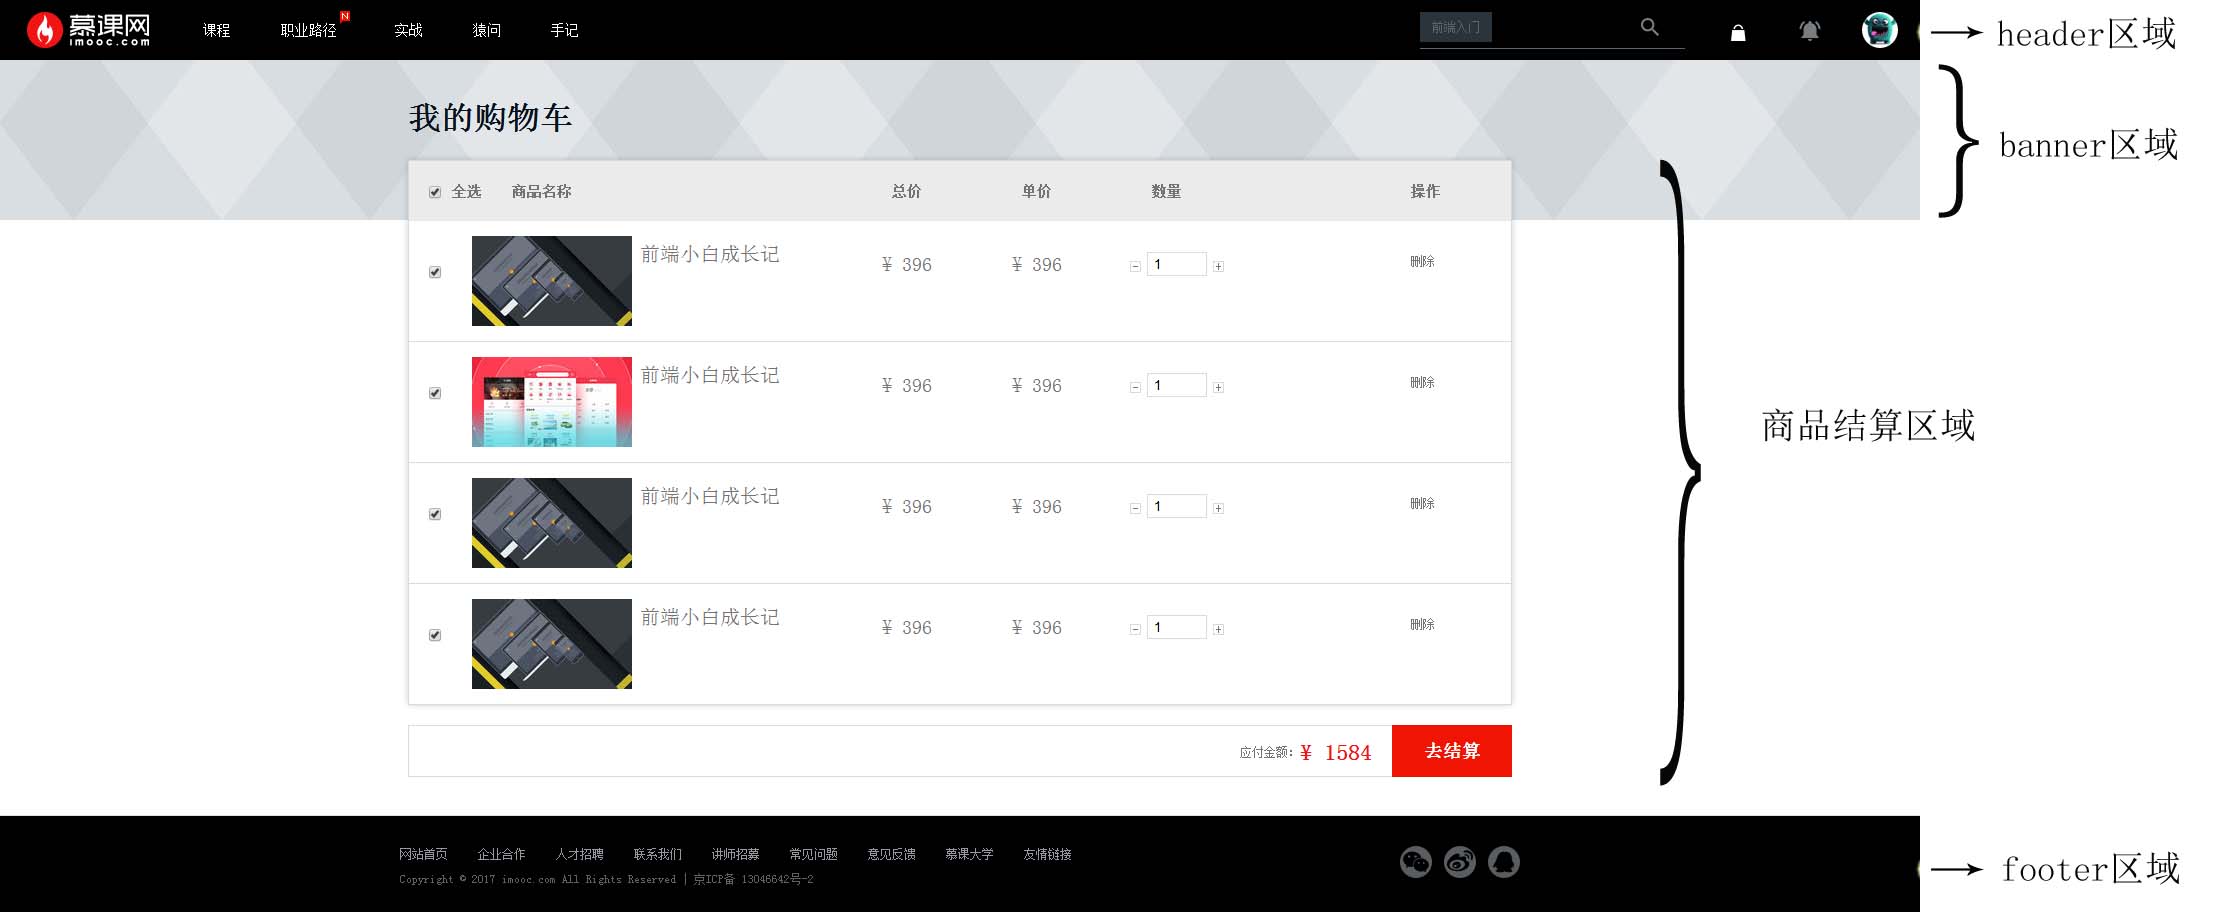 慕课网
imooc.com
课程 职业路径 N 实战 猿问 手记 前端入门
header区域
我的购物车
banner区域
全选 商品名称 总价 单价 数量 操作
前端小白成长记 ¥ 396 ¥ 396 1 删除
前端小白成长记 ¥ 396 ¥ 396 1 删除
商品结算区域
前端小白成长记 ¥ 396 ¥ 396 1 删除
前端小白成长记 ¥ 396 ¥ 396 1 删除
应付金额: ¥ 1584 去结算
网站首页 企业合作 人才招聘 联系我们 讲师招募 常见问题 意见反馈 慕课大学 友情链接
Copyright © 2017 imooc.com All Rights Reserved | 京ICP备 13046642号-2
footer区域